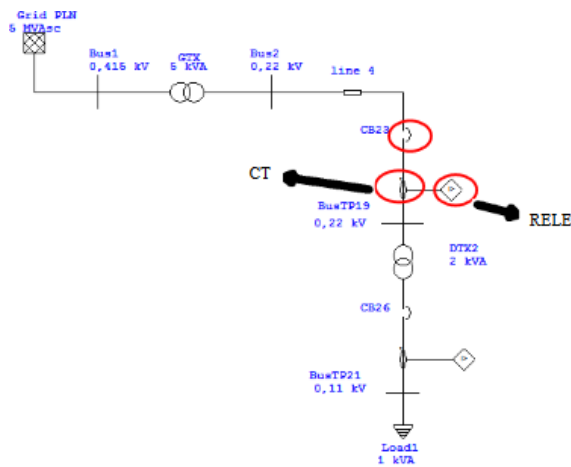 Grid PLN
5 MVAsc
Bus1
0,415 kV
GTX
5 kVA
Bus2
0,22 kV
line 4
CB23
CT
RELE
BusTP19
0,22 kV
DTX2
2 kVA
CB26
BusTP21
0,11 kV
Load1
1 kVA